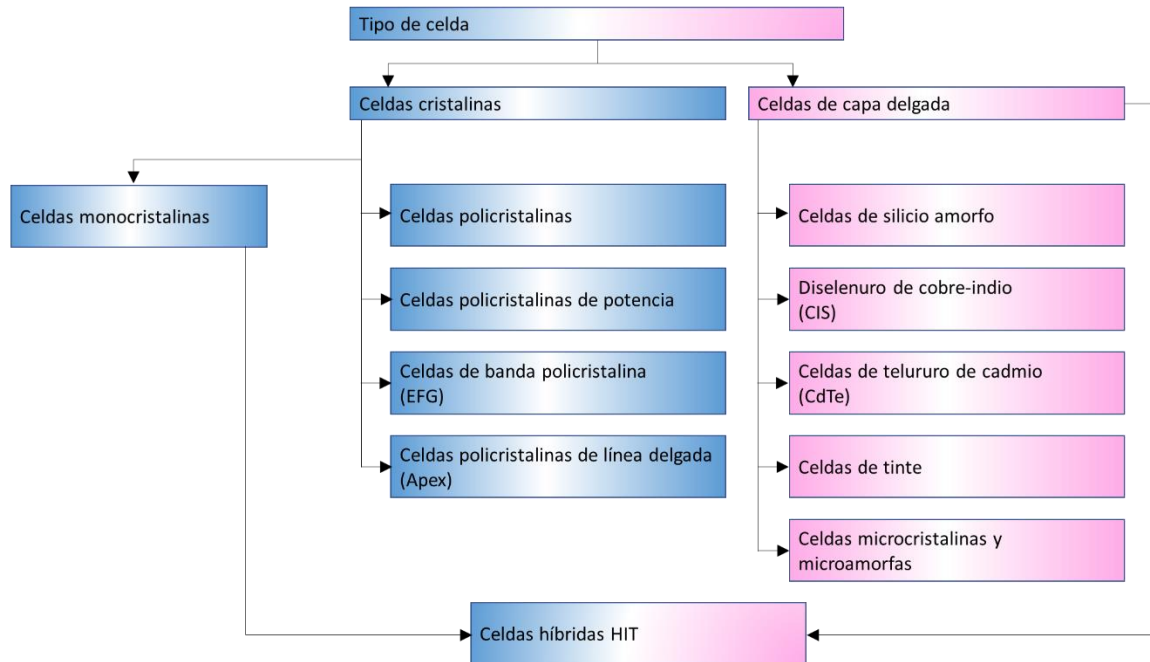 Tipo de celda
Celdas cristalinas
Celdas de capa delgada
Celdas monocristalinas
Celdas policristalinas
Celdas de silicio amorfo
Celdas policristalinas de potencia
Diselenuro de cobre-indio
(CIS)
Celdas de banda policristalina
(EFG)
Celdas de telururo de cadmio
(CdTe)
Celdas policristalinas de línea delgada
(Apex)
Celdas de tinte
Celdas microcristalinas y
microamorfas
Celdas híbridas HIT